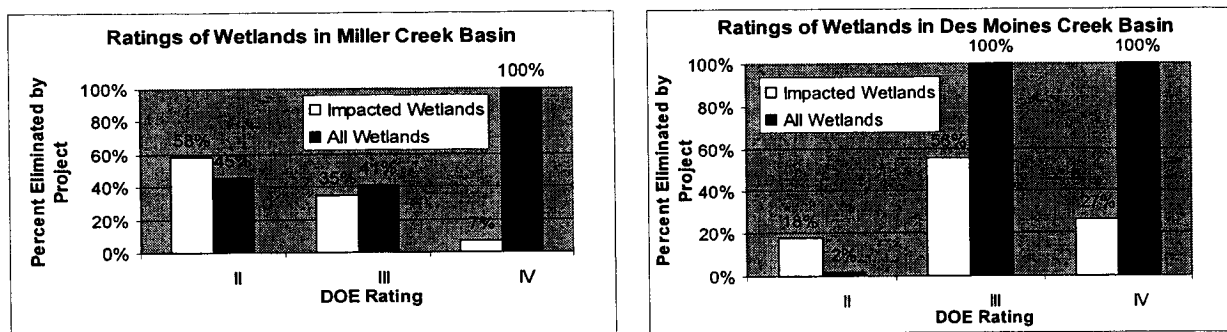 Ratings of Wetlands in Miller Creek Basin
Percent Eliminated by
Project
100%
80%
60%
40%
20%
0%
Impacted Wetlands
All Wetlands
58%
45%
35%
41%
7%
100%
II
III
IV
DOE Rating
Ratings of Wetlands in Des Moines Creek Basin
Percent Eliminated by
Project
100%
80%
60%
40%
20%
0%
Impacted Wetlands
All Wetlands
18%
2%
100%
27%
100%
II
III
IV
DOE Rating